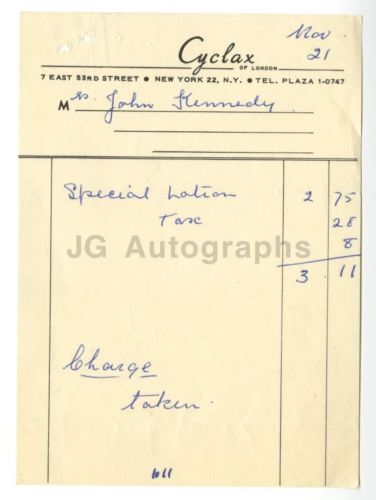 Nov
21
Cyclax
OF LONDON
7 EAST 53RD STREET • NEW YORK 22, N.Y. • TEL. PLAZA 1-0747
Mrs. John Kennedy
Special Lotion 2 75
Tax 28
8
JG Autographs
3 11
Charge
taken.
611